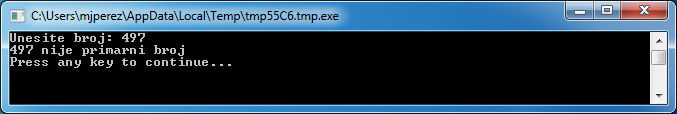 C:\Users\mjperez\AppData\Local\Temp\tmp55C6.tmp.exe
Unesite broj: 497
497 nije primarni broj
Press any key to continue...